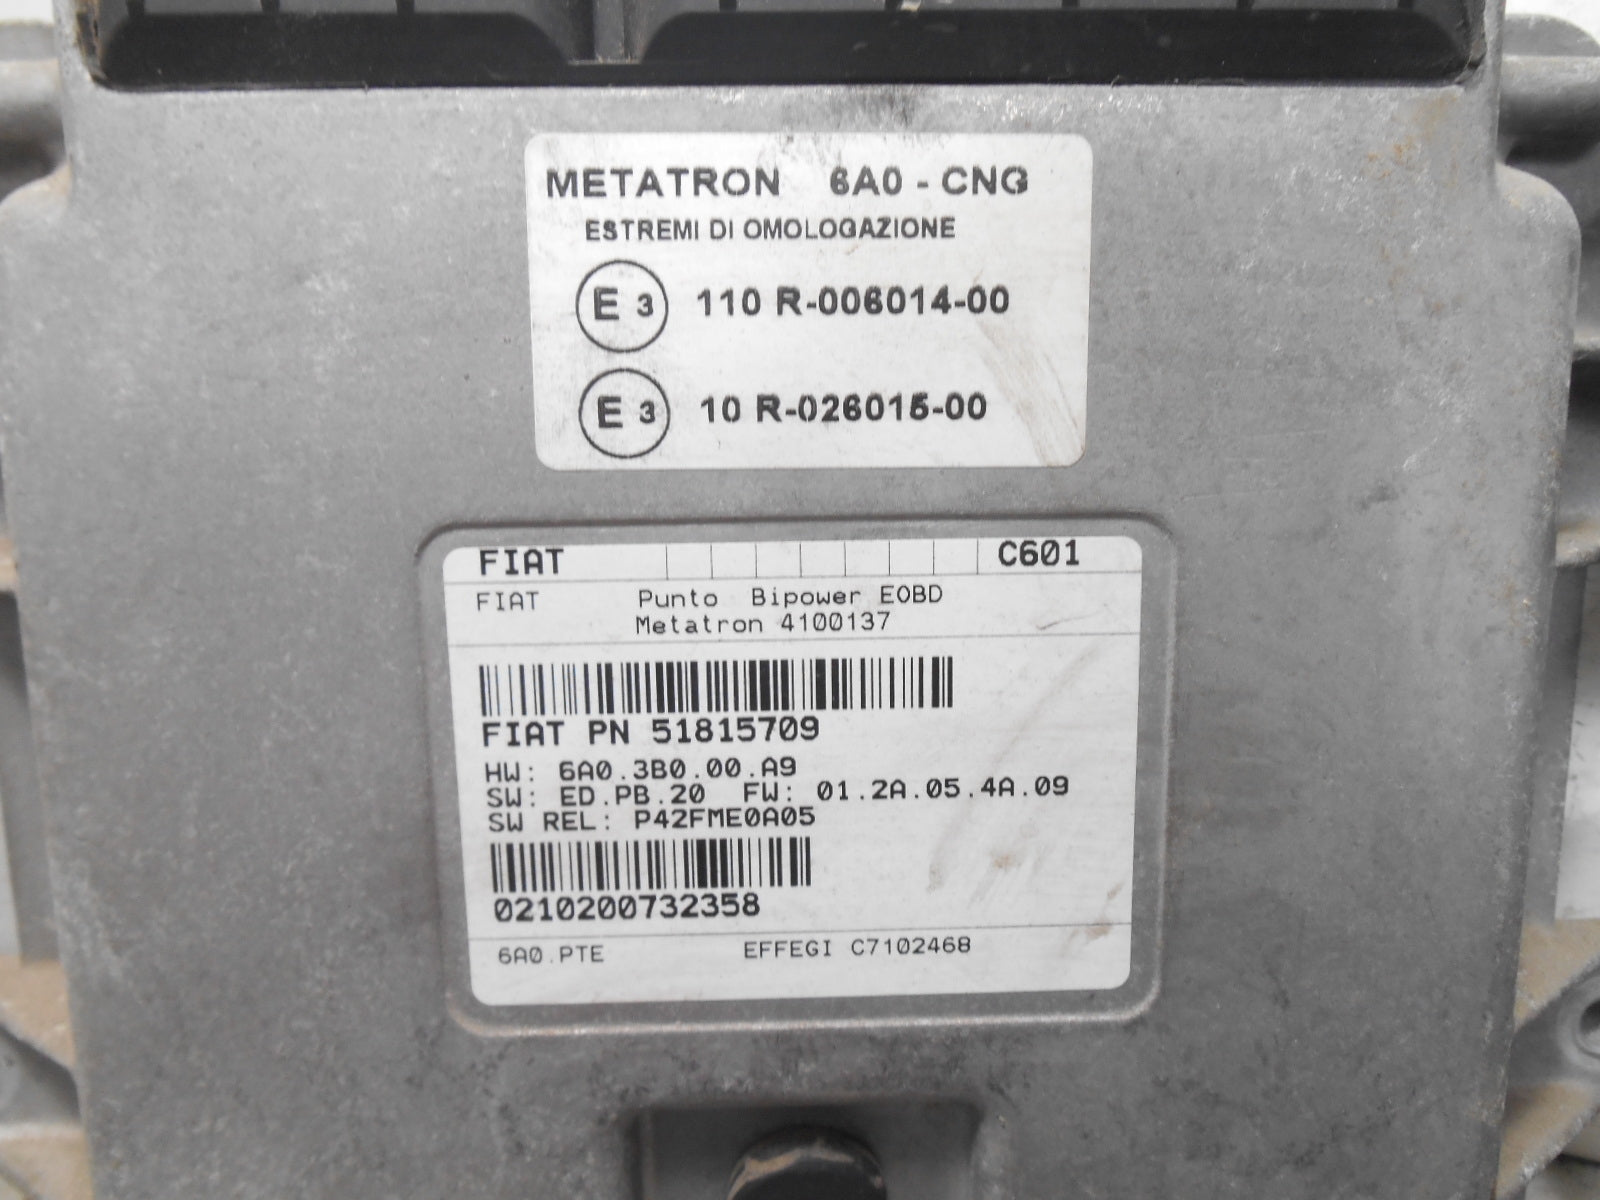 METATRON 6A0 - CNG
ESTREMI DI OMOLOGAZIONE
E 3 110 R-006014-00
E 3 10 R-026015-00
FIAT C601
FIAT Punto Bipower EOBD
Metatron 4100137
FIAT PN 51815709
HW: 6A0.3B0.00.A9
SW: ED.PB.20 FW: 01.2A.05.4A.09
SW REL: P42FME0A05
0210200732358
6A0.PTE EFFEGI C7102468